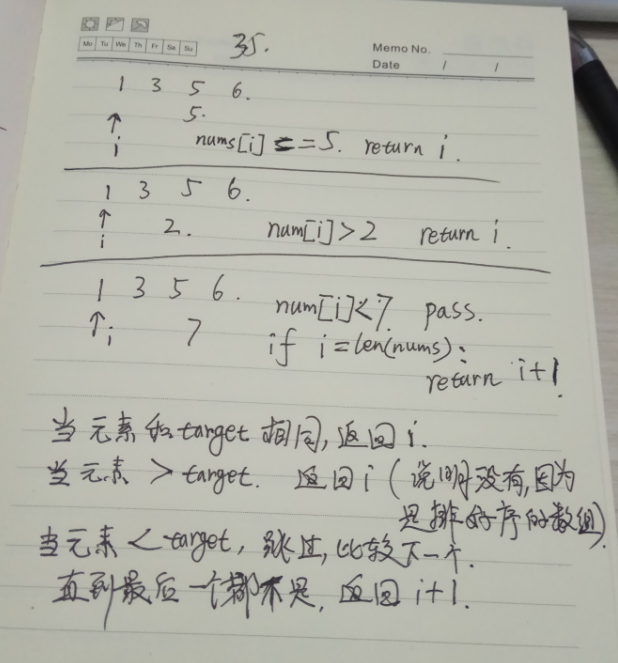 Mo Tu We Th Fr Sa Su
35.
Memo No.
Date / /
1 3 5 6.
5.
↑
i nums[i] == 5. return i.
1 3 5 6.
↑
i 2. num[i]>2 return i.
1 3 5 6.
num[i]<7 pass.
↑i 7
if i=len(nums):
return i+1.
当元素和target相同,返回i.
当元素>target. 返回i(说明没有,因为
是排好序的数组)
当元素<target,跳过,比较下一个.
直到最后一个都不是,返回i+1.